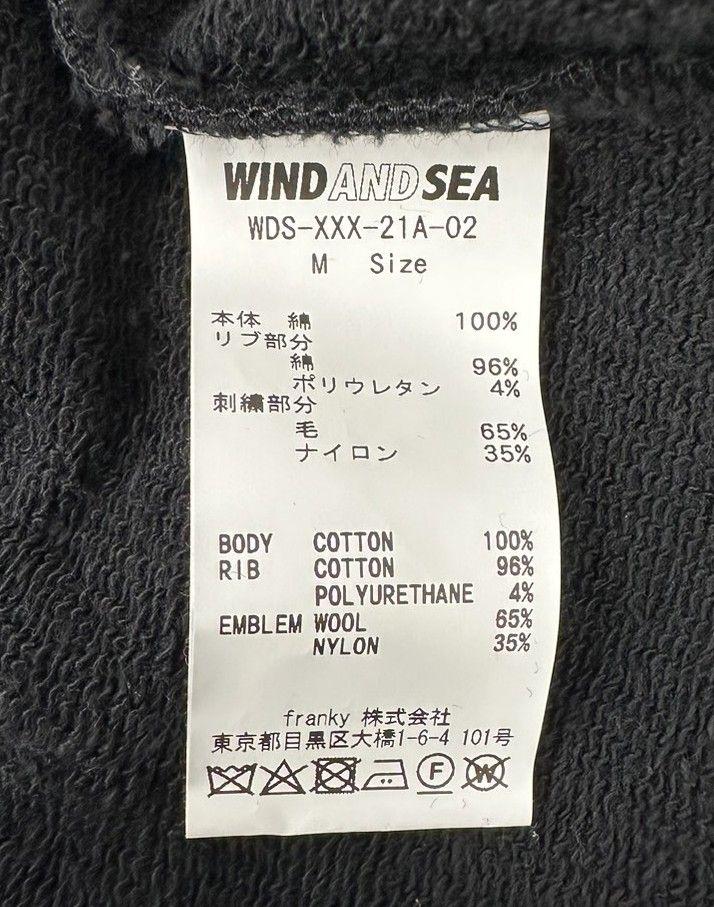 WINDANDSEA
WDS-XXX-21A-02
M Size
本体 綿 100%
リブ部分
綿 96%
ポリウレタン 4%
刺繍部分
毛 65%
ナイロン 35%
BODY COTTON 100%
RIB COTTON 96%
POLYURETHANE 4%
EMBLEM WOOL 65%
NYLON 35%
franky 株式会社
東京都目黒区大橋1-6-4 101号
F W